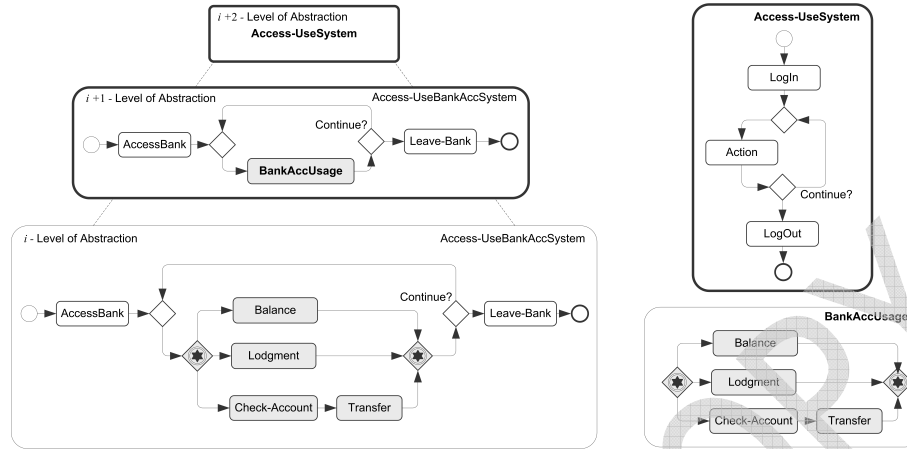 i +2 - Level of Abstraction
Access-UseSystem
i +1 - Level of Abstraction
Access-UseBankAccSystem
Continue?
AccessBank
Leave-Bank
BankAccUsage
i - Level of Abstraction
Access-UseBankAccSystem
Continue?
Balance
AccessBank
Leave-Bank
Lodgment
Check-Account
Transfer
Access-UseSystem
LogIn
Action
Continue?
LogOut
BankAccUsage
Balance
Lodgment
Check-Account
Transfer